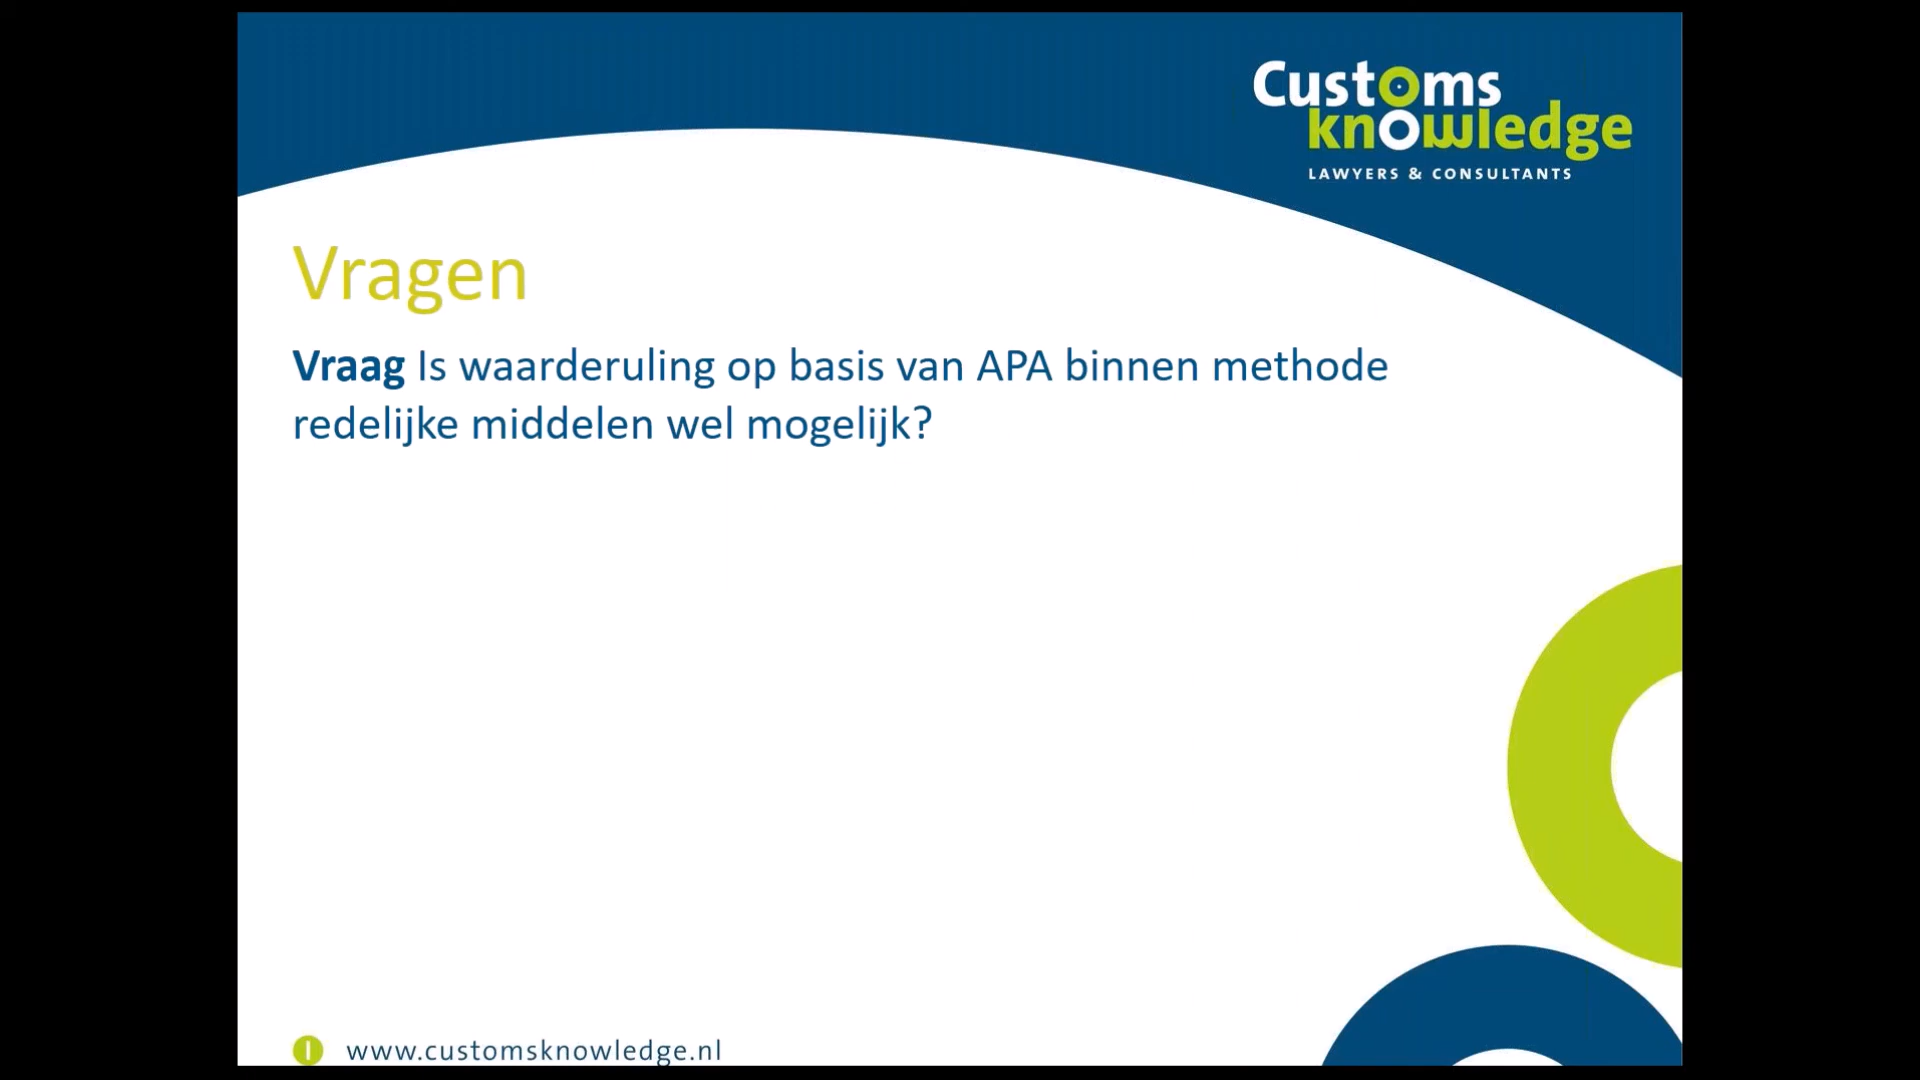 Customs
knowledge
LAWYERS & CONSULTANTS
Vragen
Vraag Is waarderuling op basis van APA binnen methode
redelijke middelen wel mogelijk?
www.customsknowledge.nl